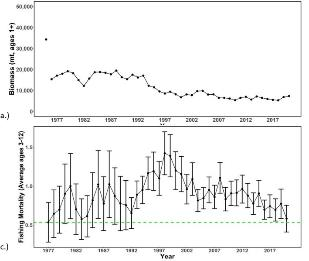 Biomass (mt, ages 1+)
50,000
40,000
30,000
20,000
10,000
0
1977 1982 1987 1992 1997 2002 2007 2012 2017
a.)
Fishing Mortality (Average ages 3-12)
1.5
1.0
0.5
1977 1982 1987 1992 1997 2002 2007 2012 2017
Year
c.)